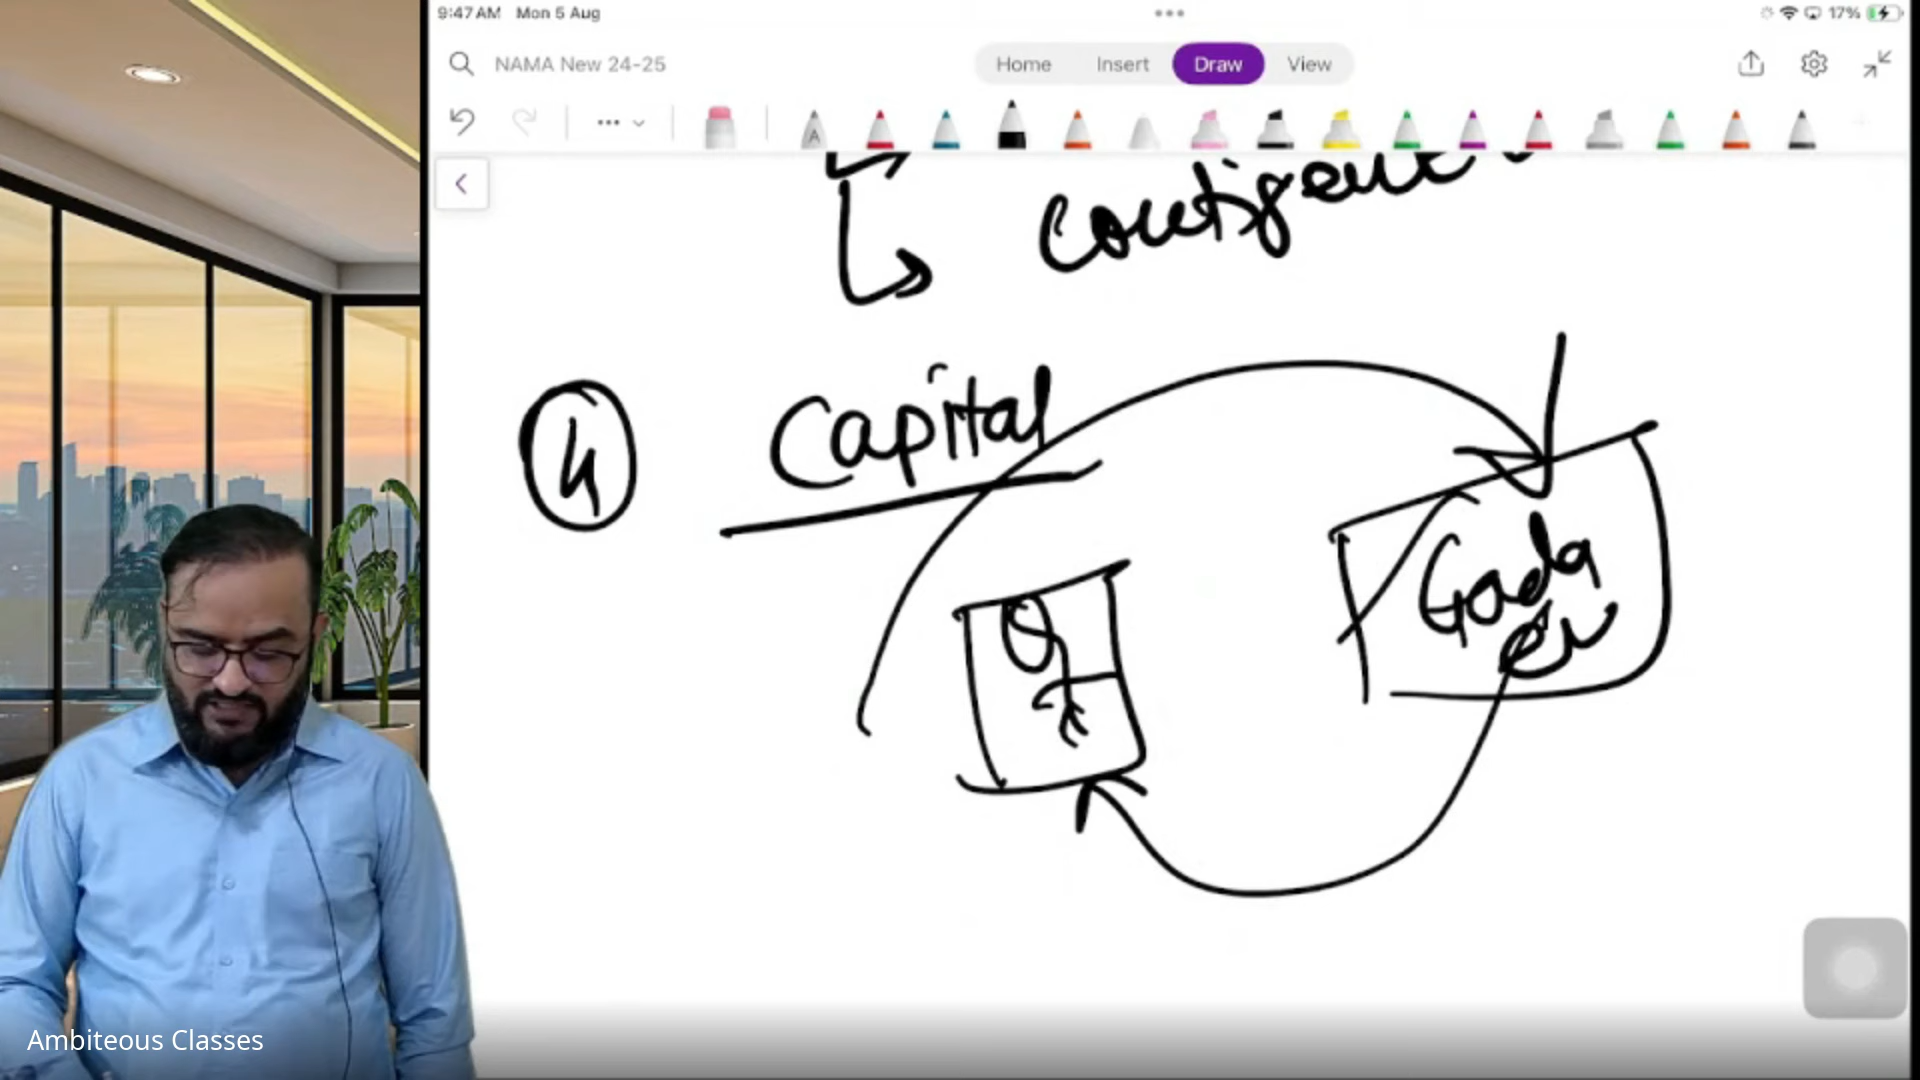 9:47 AM Mon 5 Aug
17%
NAMA New 24-25
Home Insert Draw View
A
4
Capital
Gada
Ambiteous Classes